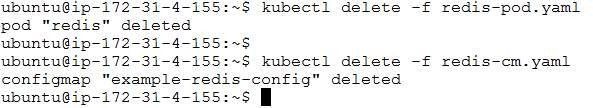 ubuntu@ip-172-31-4-155:~$ kubectl delete -f redis-pod.yaml
pod "redis" deleted
ubuntu@ip-172-31-4-155:~$
ubuntu@ip-172-31-4-155:~$ kubectl delete -f redis-cm.yaml
configmap "example-redis-config" deleted
ubuntu@ip-172-31-4-155:~$